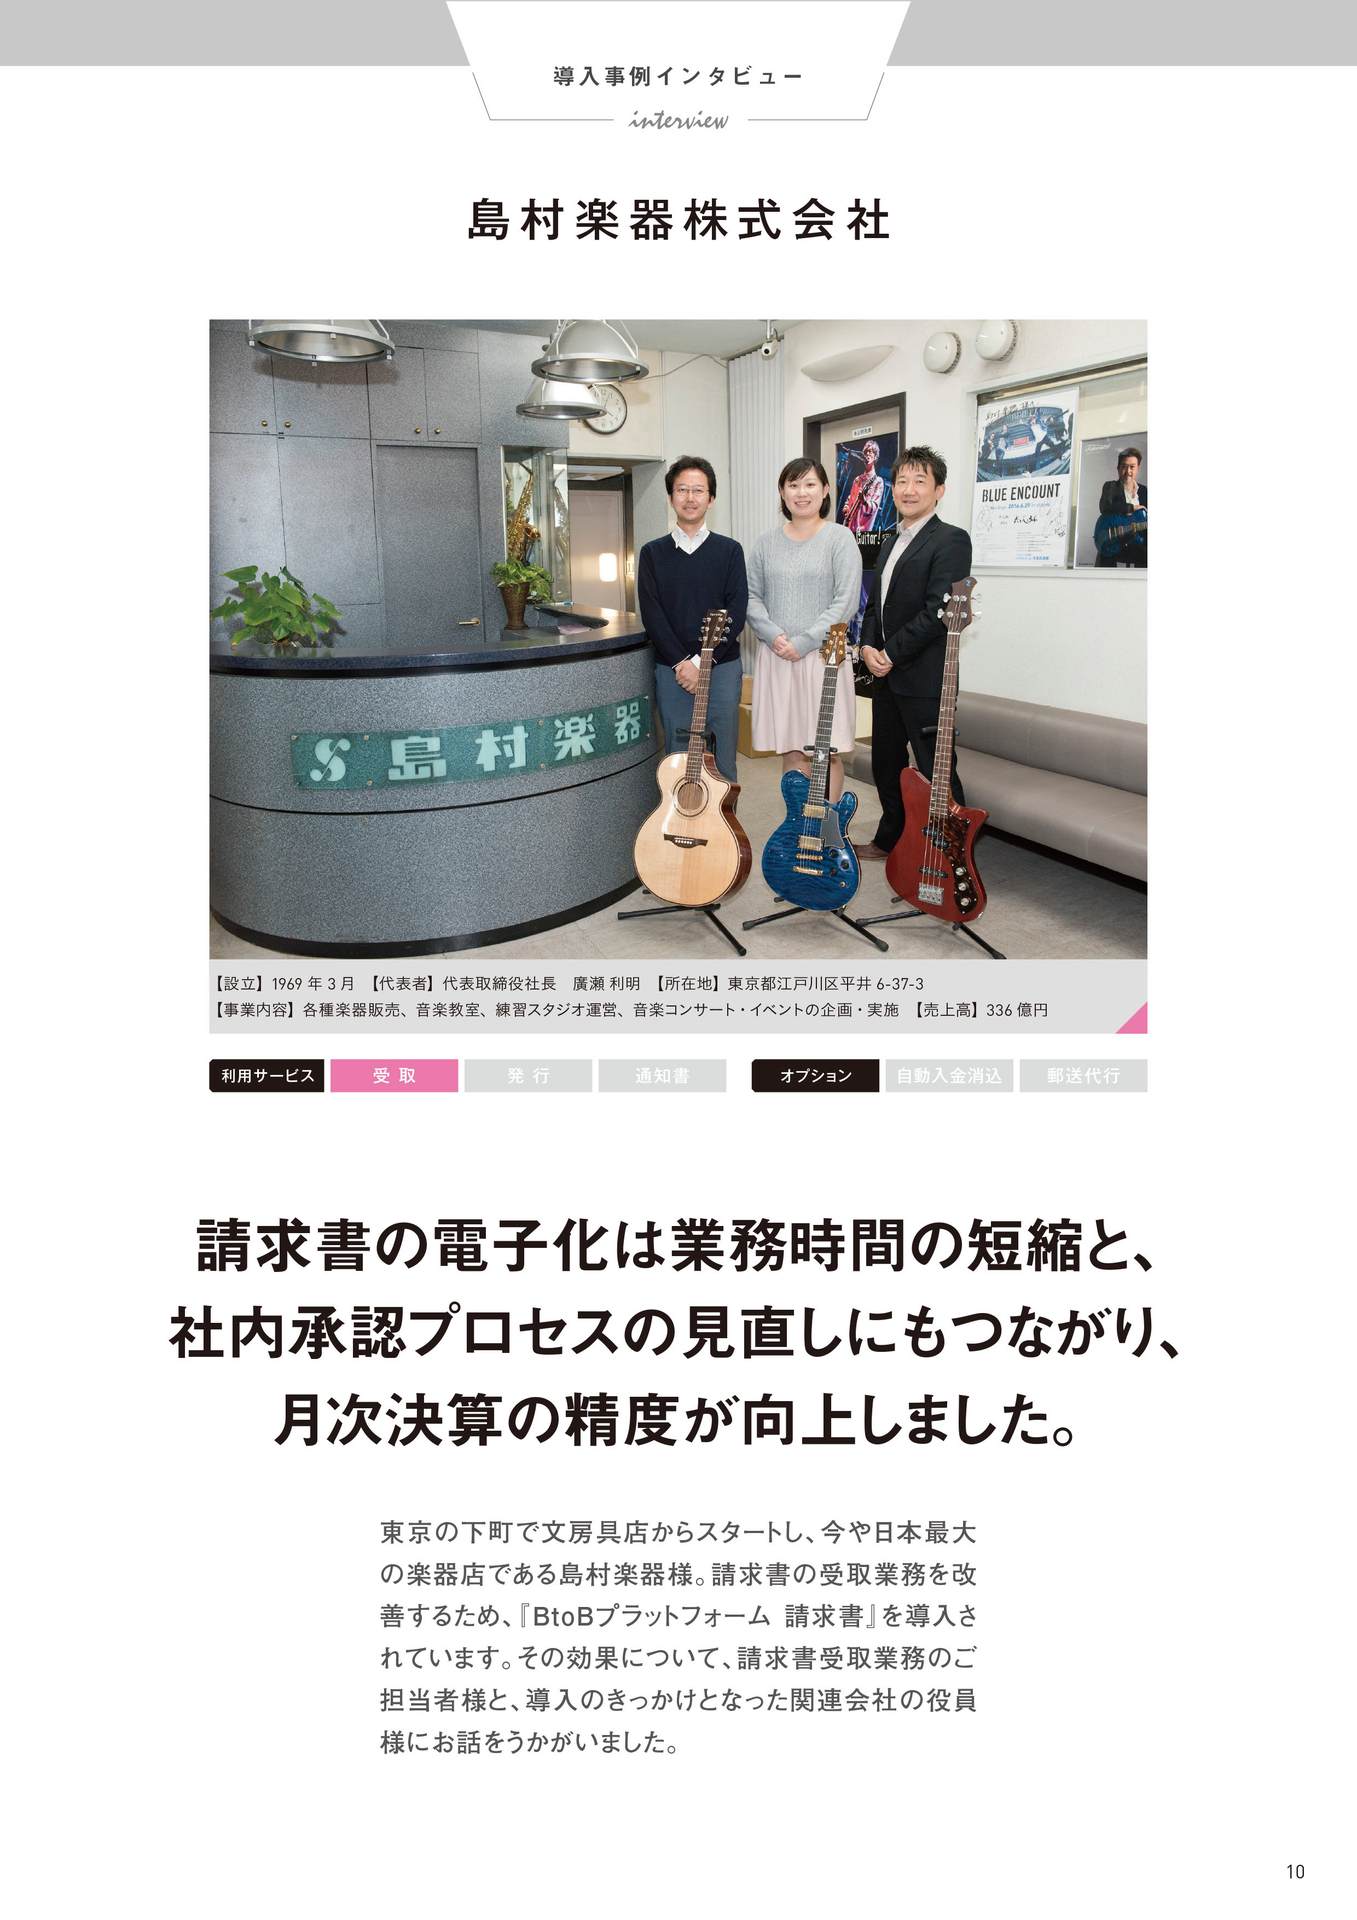 導入事例インタビュー
interview
島村楽器株式会社
島村楽器
Guitar!
BLUE ENCOUNT
【設立】1969 年 3 月　【代表者】代表取締役社長　廣瀬 利明　【所在地】東京都江戸川区平井 6-37-3
【事業内容】各種楽器販売、音楽教室、練習スタジオ運営、音楽コンサート・イベントの企画・実施　【売上高】336 億円
利用サービス 受 取 発 行 通知書 オプション 自動入金消込 郵送代行
請求書の電子化は業務時間の短縮と、
社内承認プロセスの見直しにもつながり、
月次決算の精度が向上しました。
東京の下町で文房具店からスタートし、今や日本最大
の楽器店である島村楽器様。請求書の受取業務を改
善するため、『BtoBプラットフォーム 請求書』を導入さ
れています。その効果について、請求書受取業務のご
担当者様と、導入のきっかけとなった関連会社の役員
様にお話をうかがいました。
10